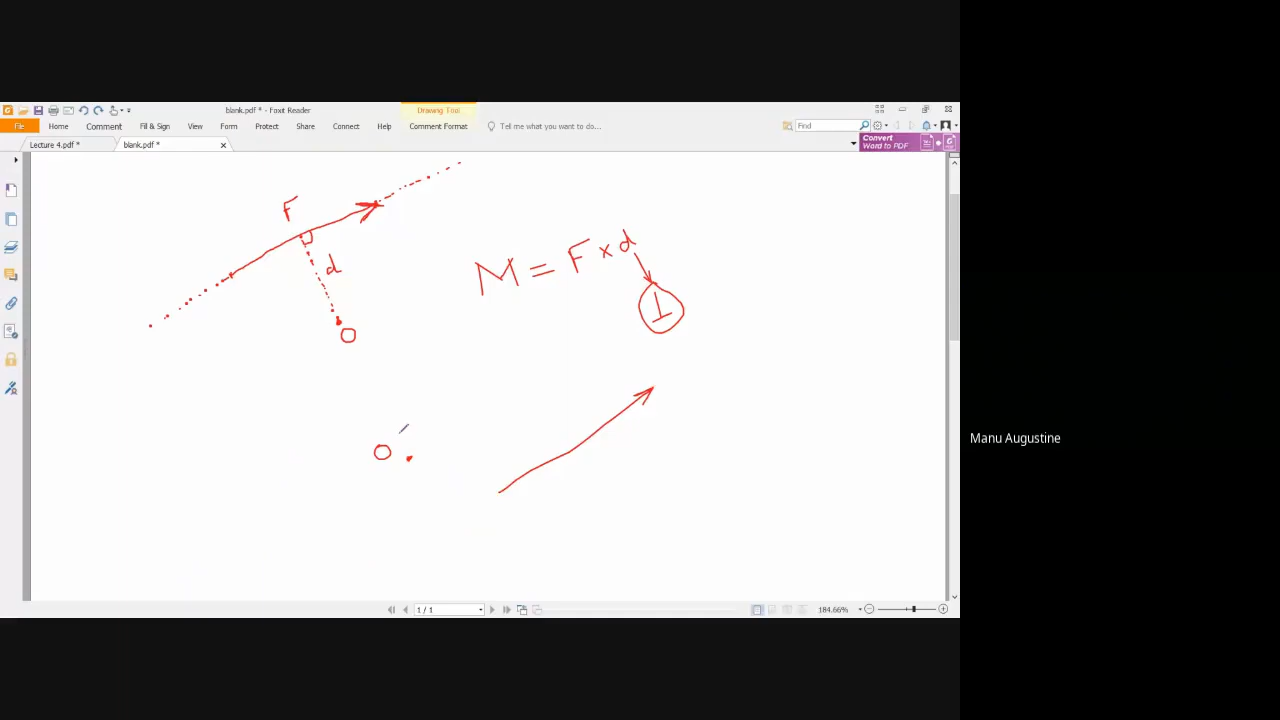 blank.pdf * - Foxit Reader
Drawing Tool
File Home Comment Fill & Sign View Form Protect Share Connect Help Comment Format Tell me what you want to do... Find
Lecture 4.pdf * blank.pdf * x
Convert
Word to PDF
F
d
O
M = F × d
⊥
O
Manu Augustine
1 / 1
184.66%